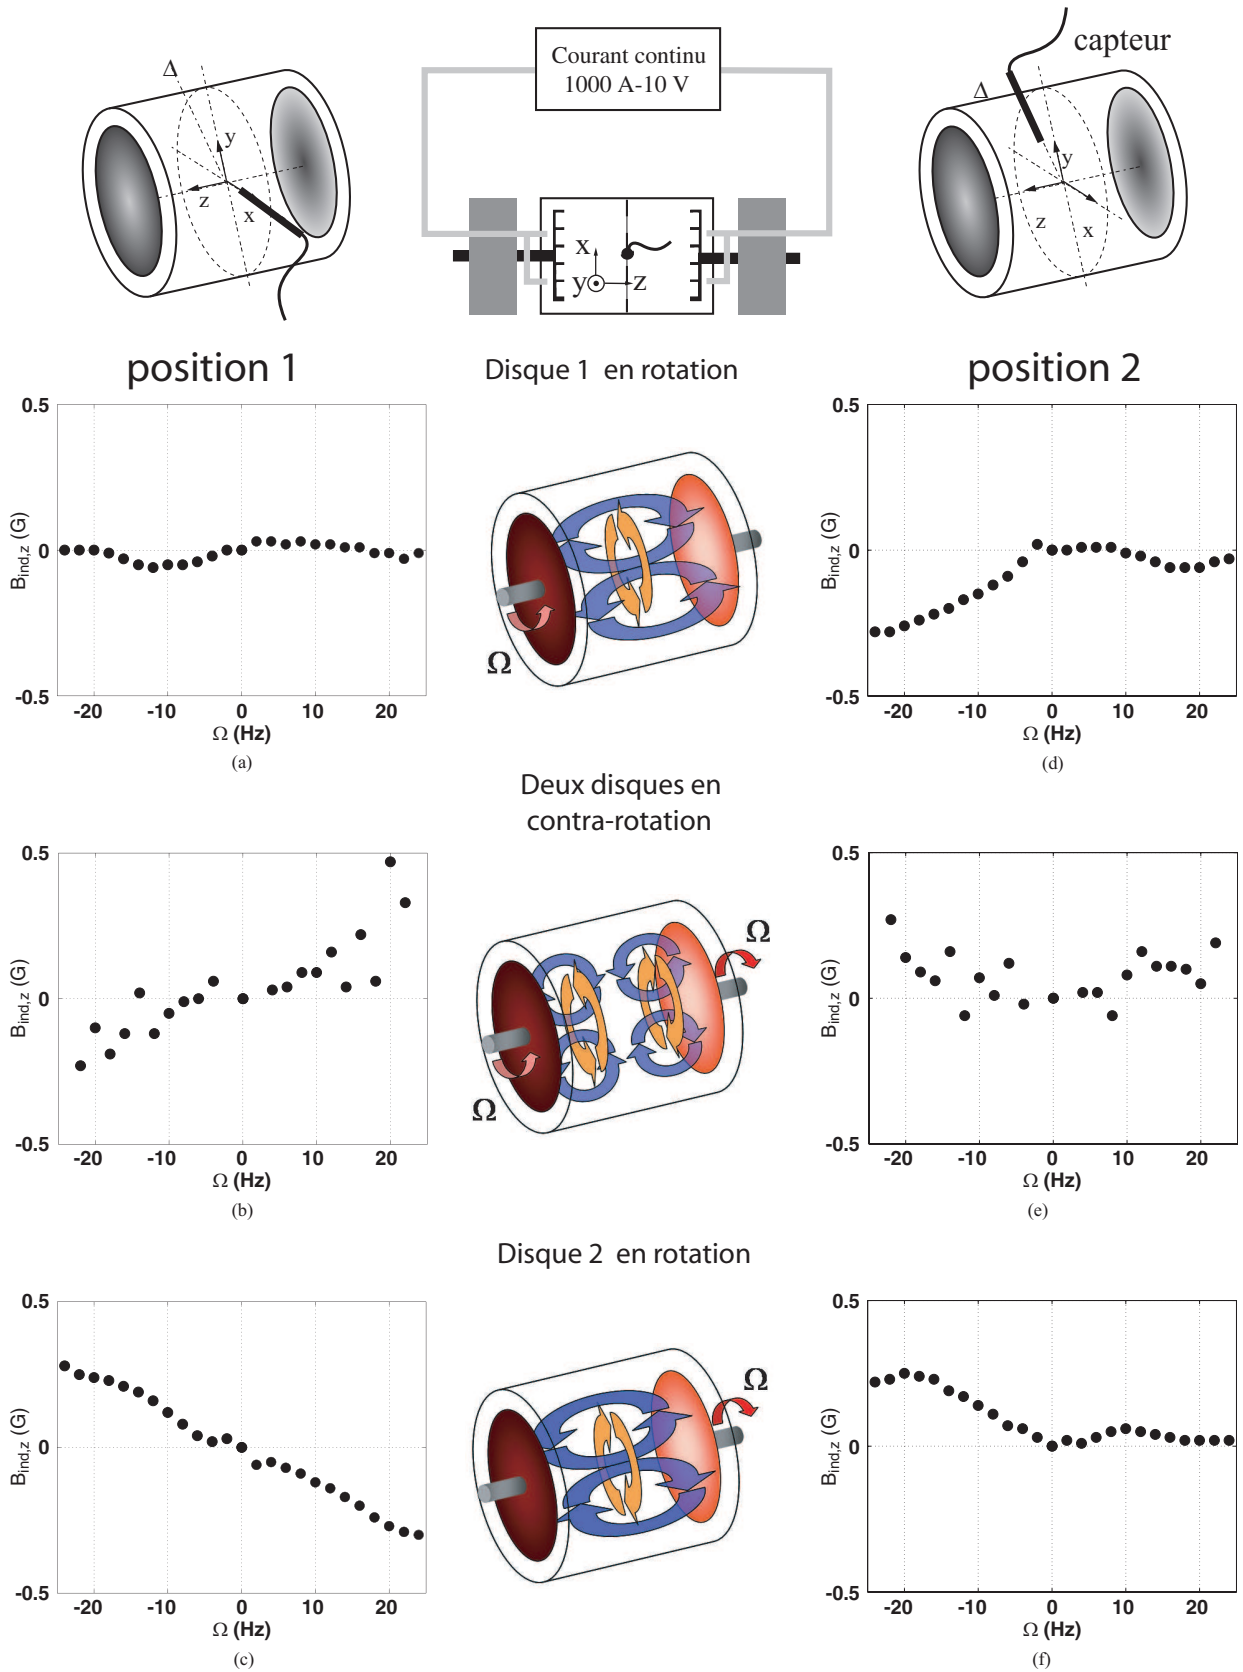 Δ
y
z
x
Courant continu
1000 A-10 V
x
y
z
capteur
Δ
y
z
x
position 1
Disque 1 en rotation
position 2
0.5
0
-0.5
B_ind,z (G)
-20 -10 0 10 20
Ω (Hz)
(a)
Ω
0.5
0
-0.5
B_ind,z (G)
-20 -10 0 10 20
Ω (Hz)
(d)
Deux disques en
contra-rotation
0.5
0
-0.5
B_ind,z (G)
-20 -10 0 10 20
Ω (Hz)
(b)
Ω
Ω
0.5
0
-0.5
B_ind,z (G)
-20 -10 0 10 20
Ω (Hz)
(e)
Disque 2 en rotation
0.5
0
-0.5
B_ind,z (G)
-20 -10 0 10 20
Ω (Hz)
(c)
Ω
0.5
0
-0.5
B_ind,z (G)
-20 -10 0 10 20
Ω (Hz)
(f)